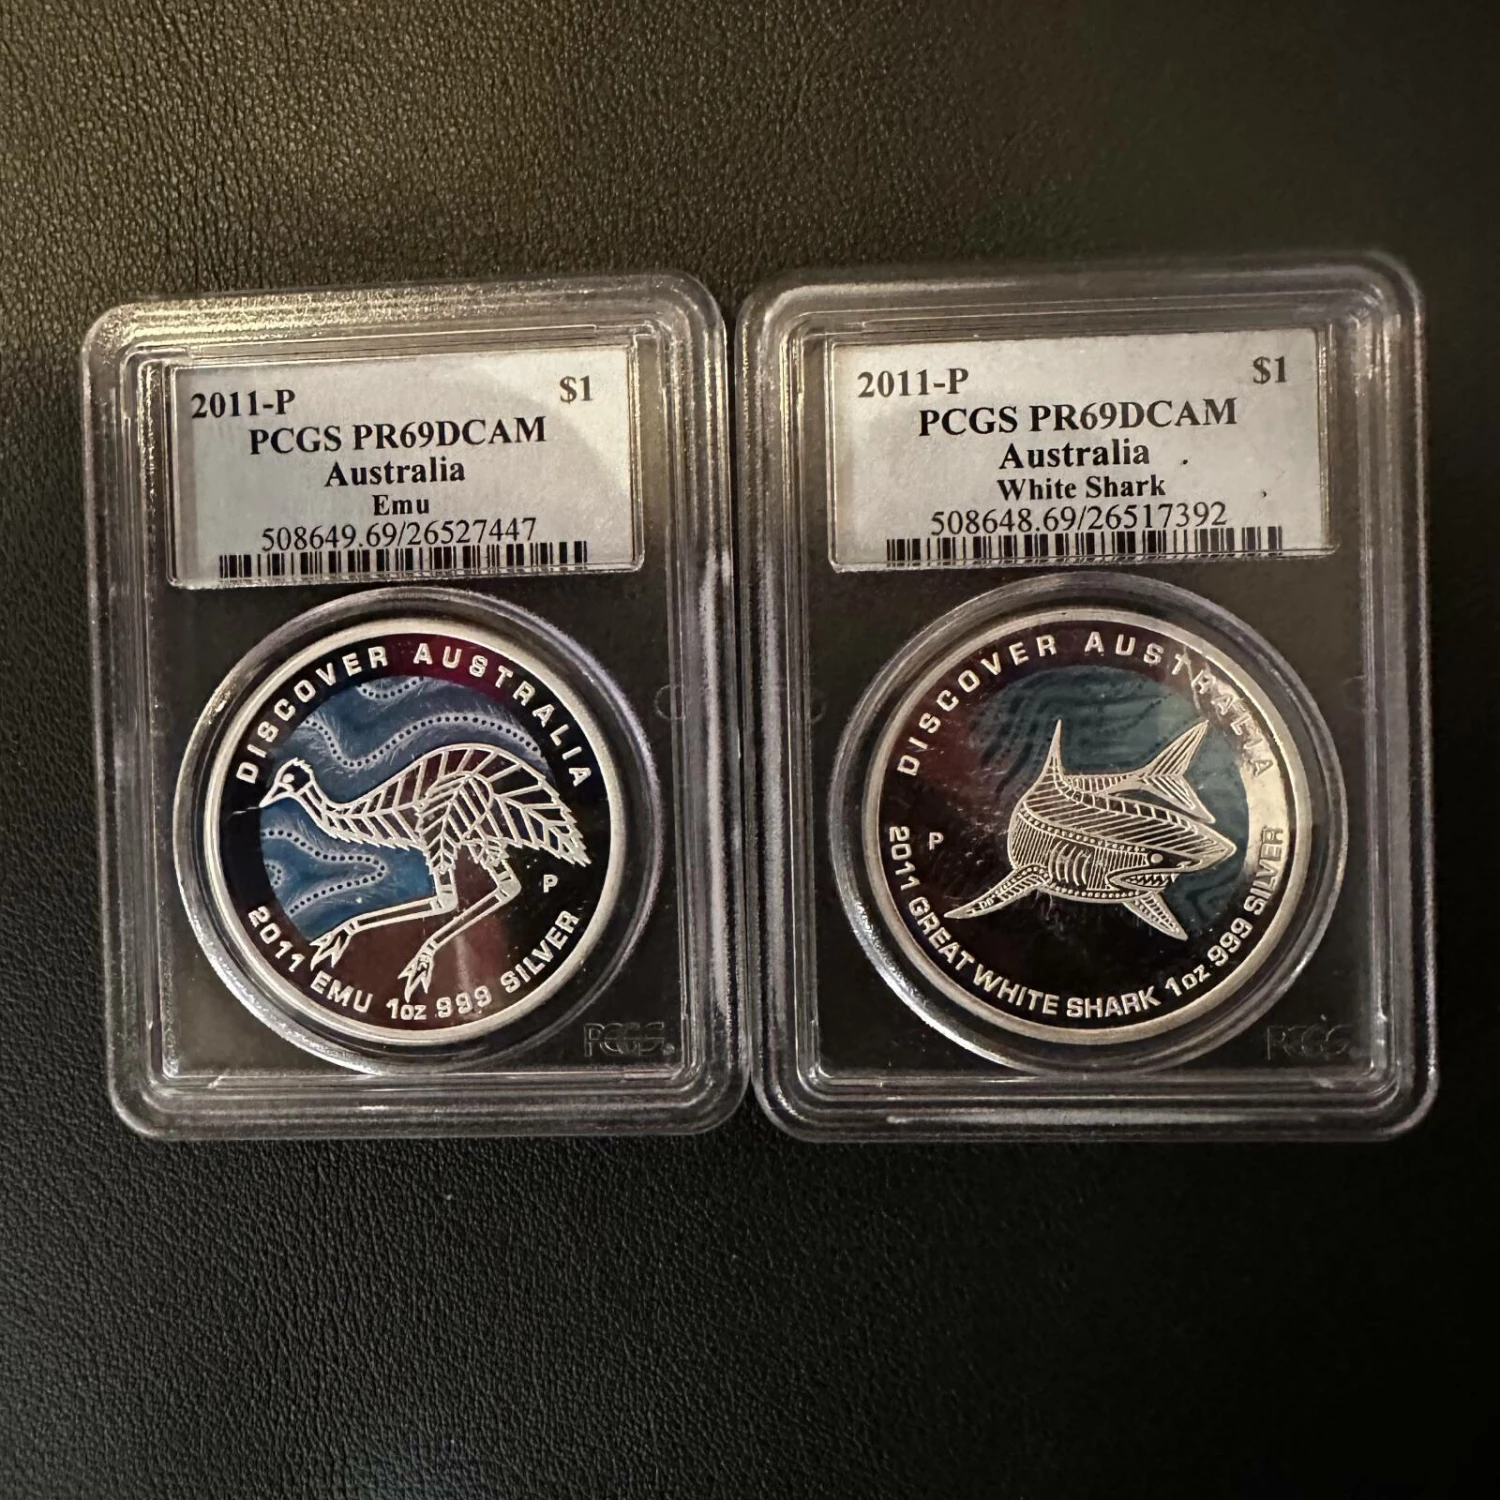 2011-P $1
PCGS PR69DCAM
Australia
Emu
508649.69/26527447
DISCOVER AUSTRALIA
P
2011 EMU 1oz 999 SILVER
PCGS
2011-P $1
PCGS PR69DCAM
Australia
White Shark
508648.69/26517392
DISCOVER AUSTRALIA
P
2011 GREAT WHITE SHARK 1oz 999 SILVER
PCGS